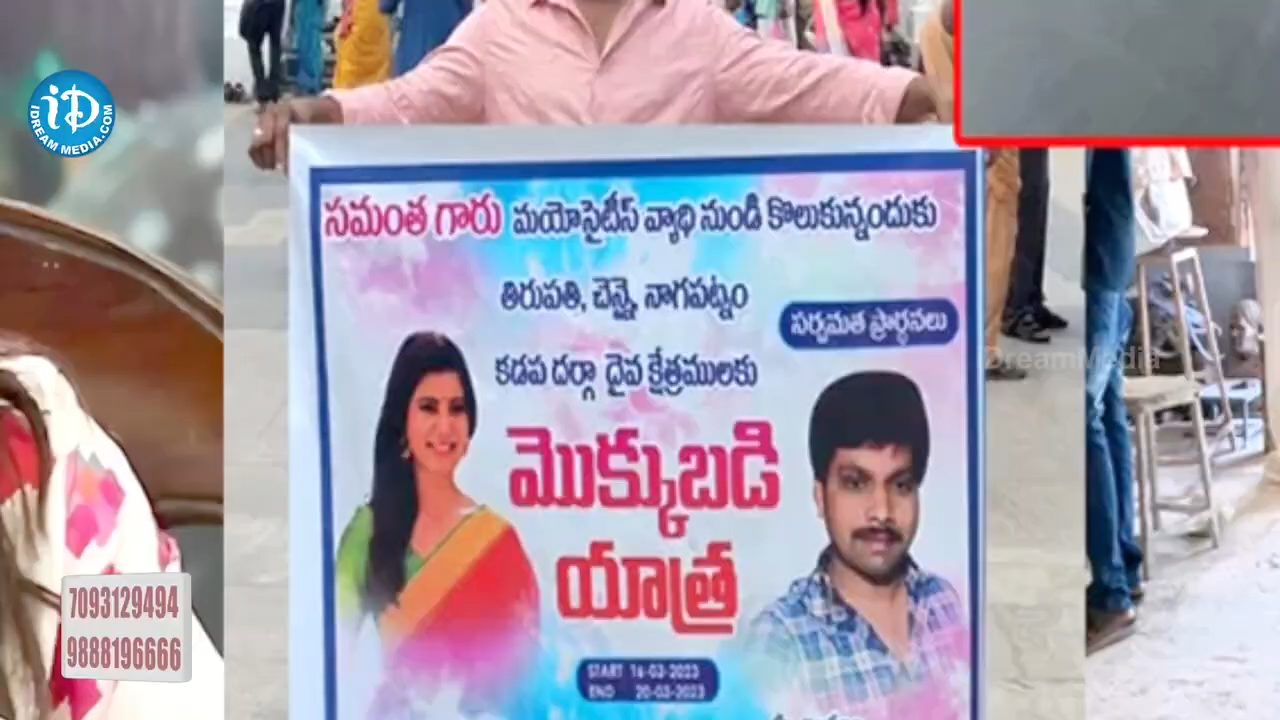 iD
IDREAM MEDIA.COM
సమంత గారు మయోసైటీస్ వ్యాధి నుండి కొలుకున్నందుకు
తిరుపతి, చెన్నై, నాగపట్నం
సర్వమత ప్రార్థనలు
కడప దర్గా దైవ క్షేత్రములకు
మొక్కుబడి
యాత్ర
START 16-03-2023
END 20-03-2023
DreamMedia
7093129494
9888196666